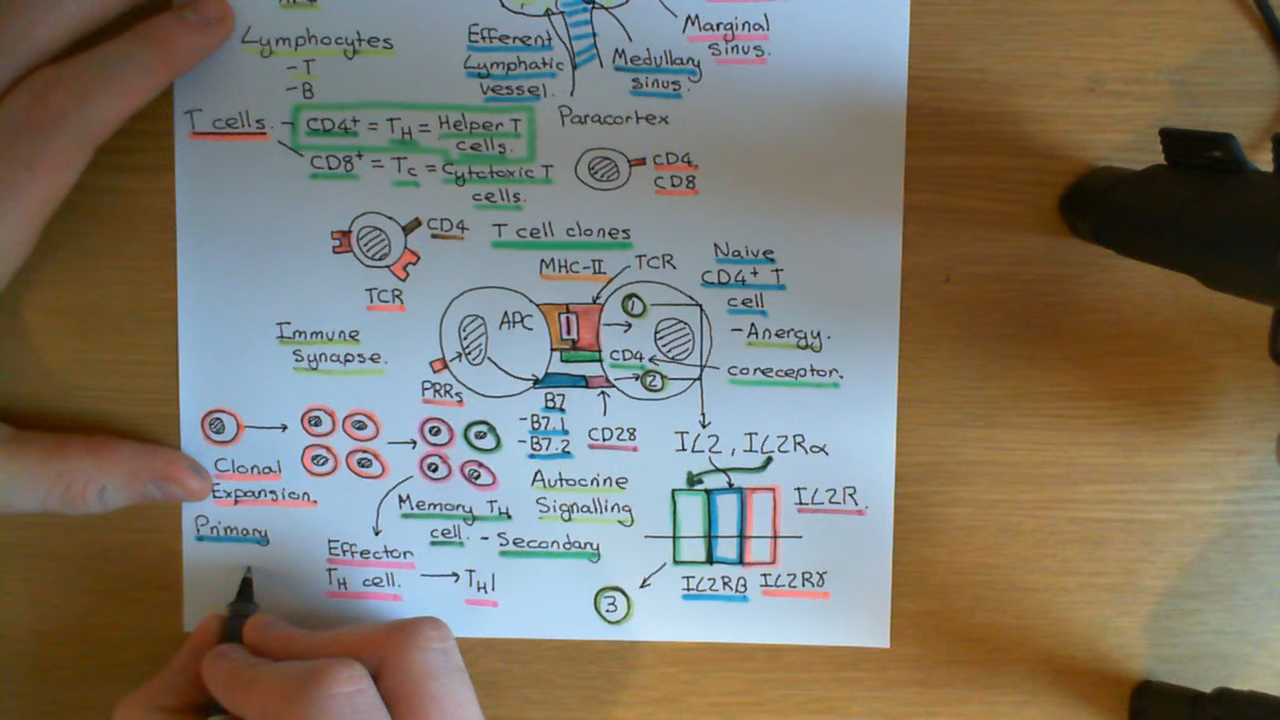 Lymphocytes
- T
- B
Efferent
Lymphatic
vessel.
Medullary
sinus.
Marginal
sinus.
T cells. - CD4+ = TH = Helper T
cells.
CD8+ = Tc = Cytotoxic T
cells.
Paracortex
CD4
CD8
CD4
TCR
T cell clones
MHC-II
TCR
Naive
CD4+ T
cell
- Anergy.
coreceptor.
Immune
Synapse.
APC
1
CD4
2
PRRs
B7
- B7.1
- B7.2
CD28
IL2, IL2Rα
Clonal
Expansion.
Primary
Memory TH
cell. - Secondary
Autocrine
Signalling
IL2R
Effector
TH cell. → TH1
IL2Rβ IL2Rγ
3